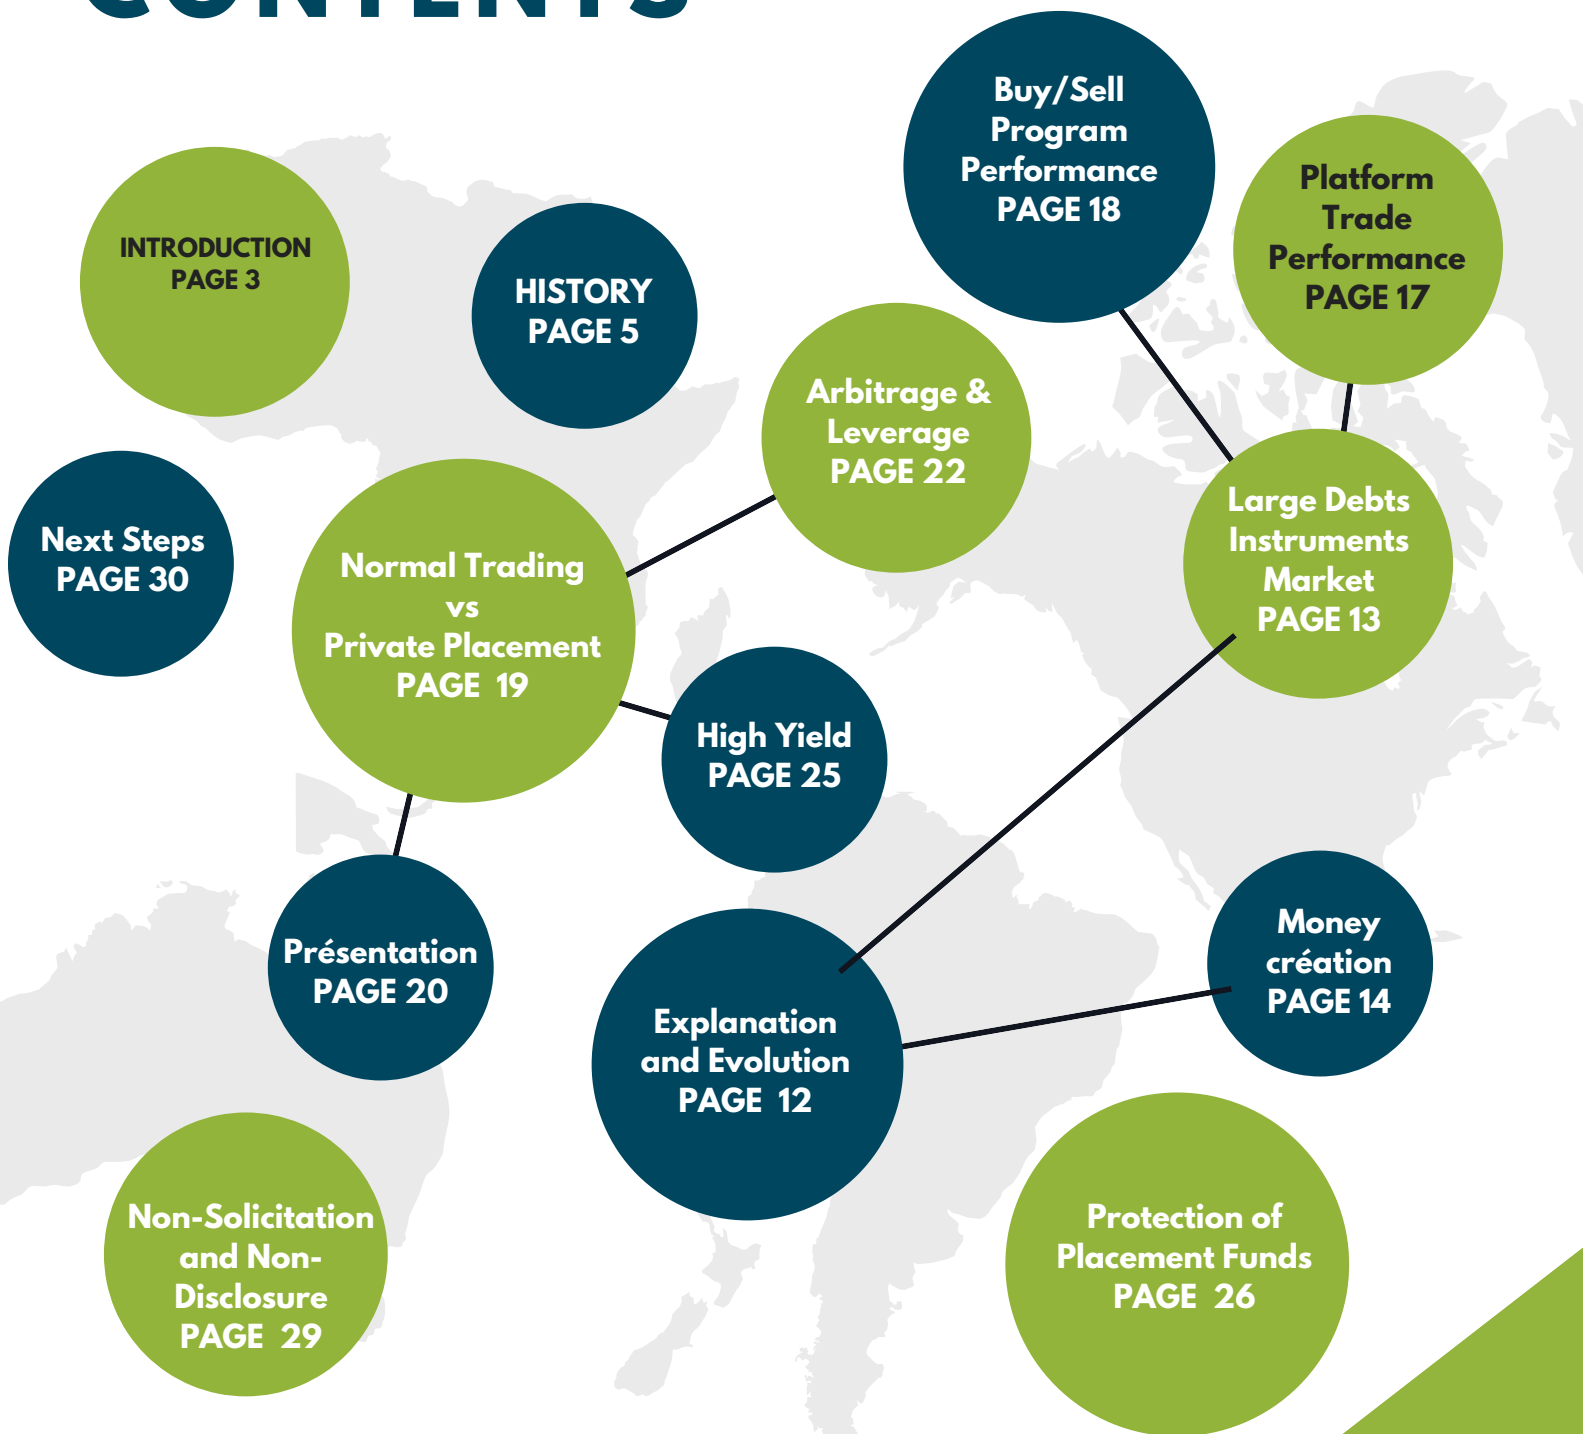 CONTENTS
Buy/Sell
Program
Performance
PAGE 18
Platform
Trade
Performance
PAGE 17
INTRODUCTION
PAGE 3
HISTORY
PAGE 5
Arbitrage &
Leverage
PAGE 22
Large Debts
Instruments
Market
PAGE 13
Next Steps
PAGE 30
Normal Trading
vs
Private Placement
PAGE 19
High Yield
PAGE 25
Présentation
PAGE 20
Money
création
PAGE 14
Explanation
and Evolution
PAGE 12
Non-Solicitation
and Non-
Disclosure
PAGE 29
Protection of
Placement Funds
PAGE 26